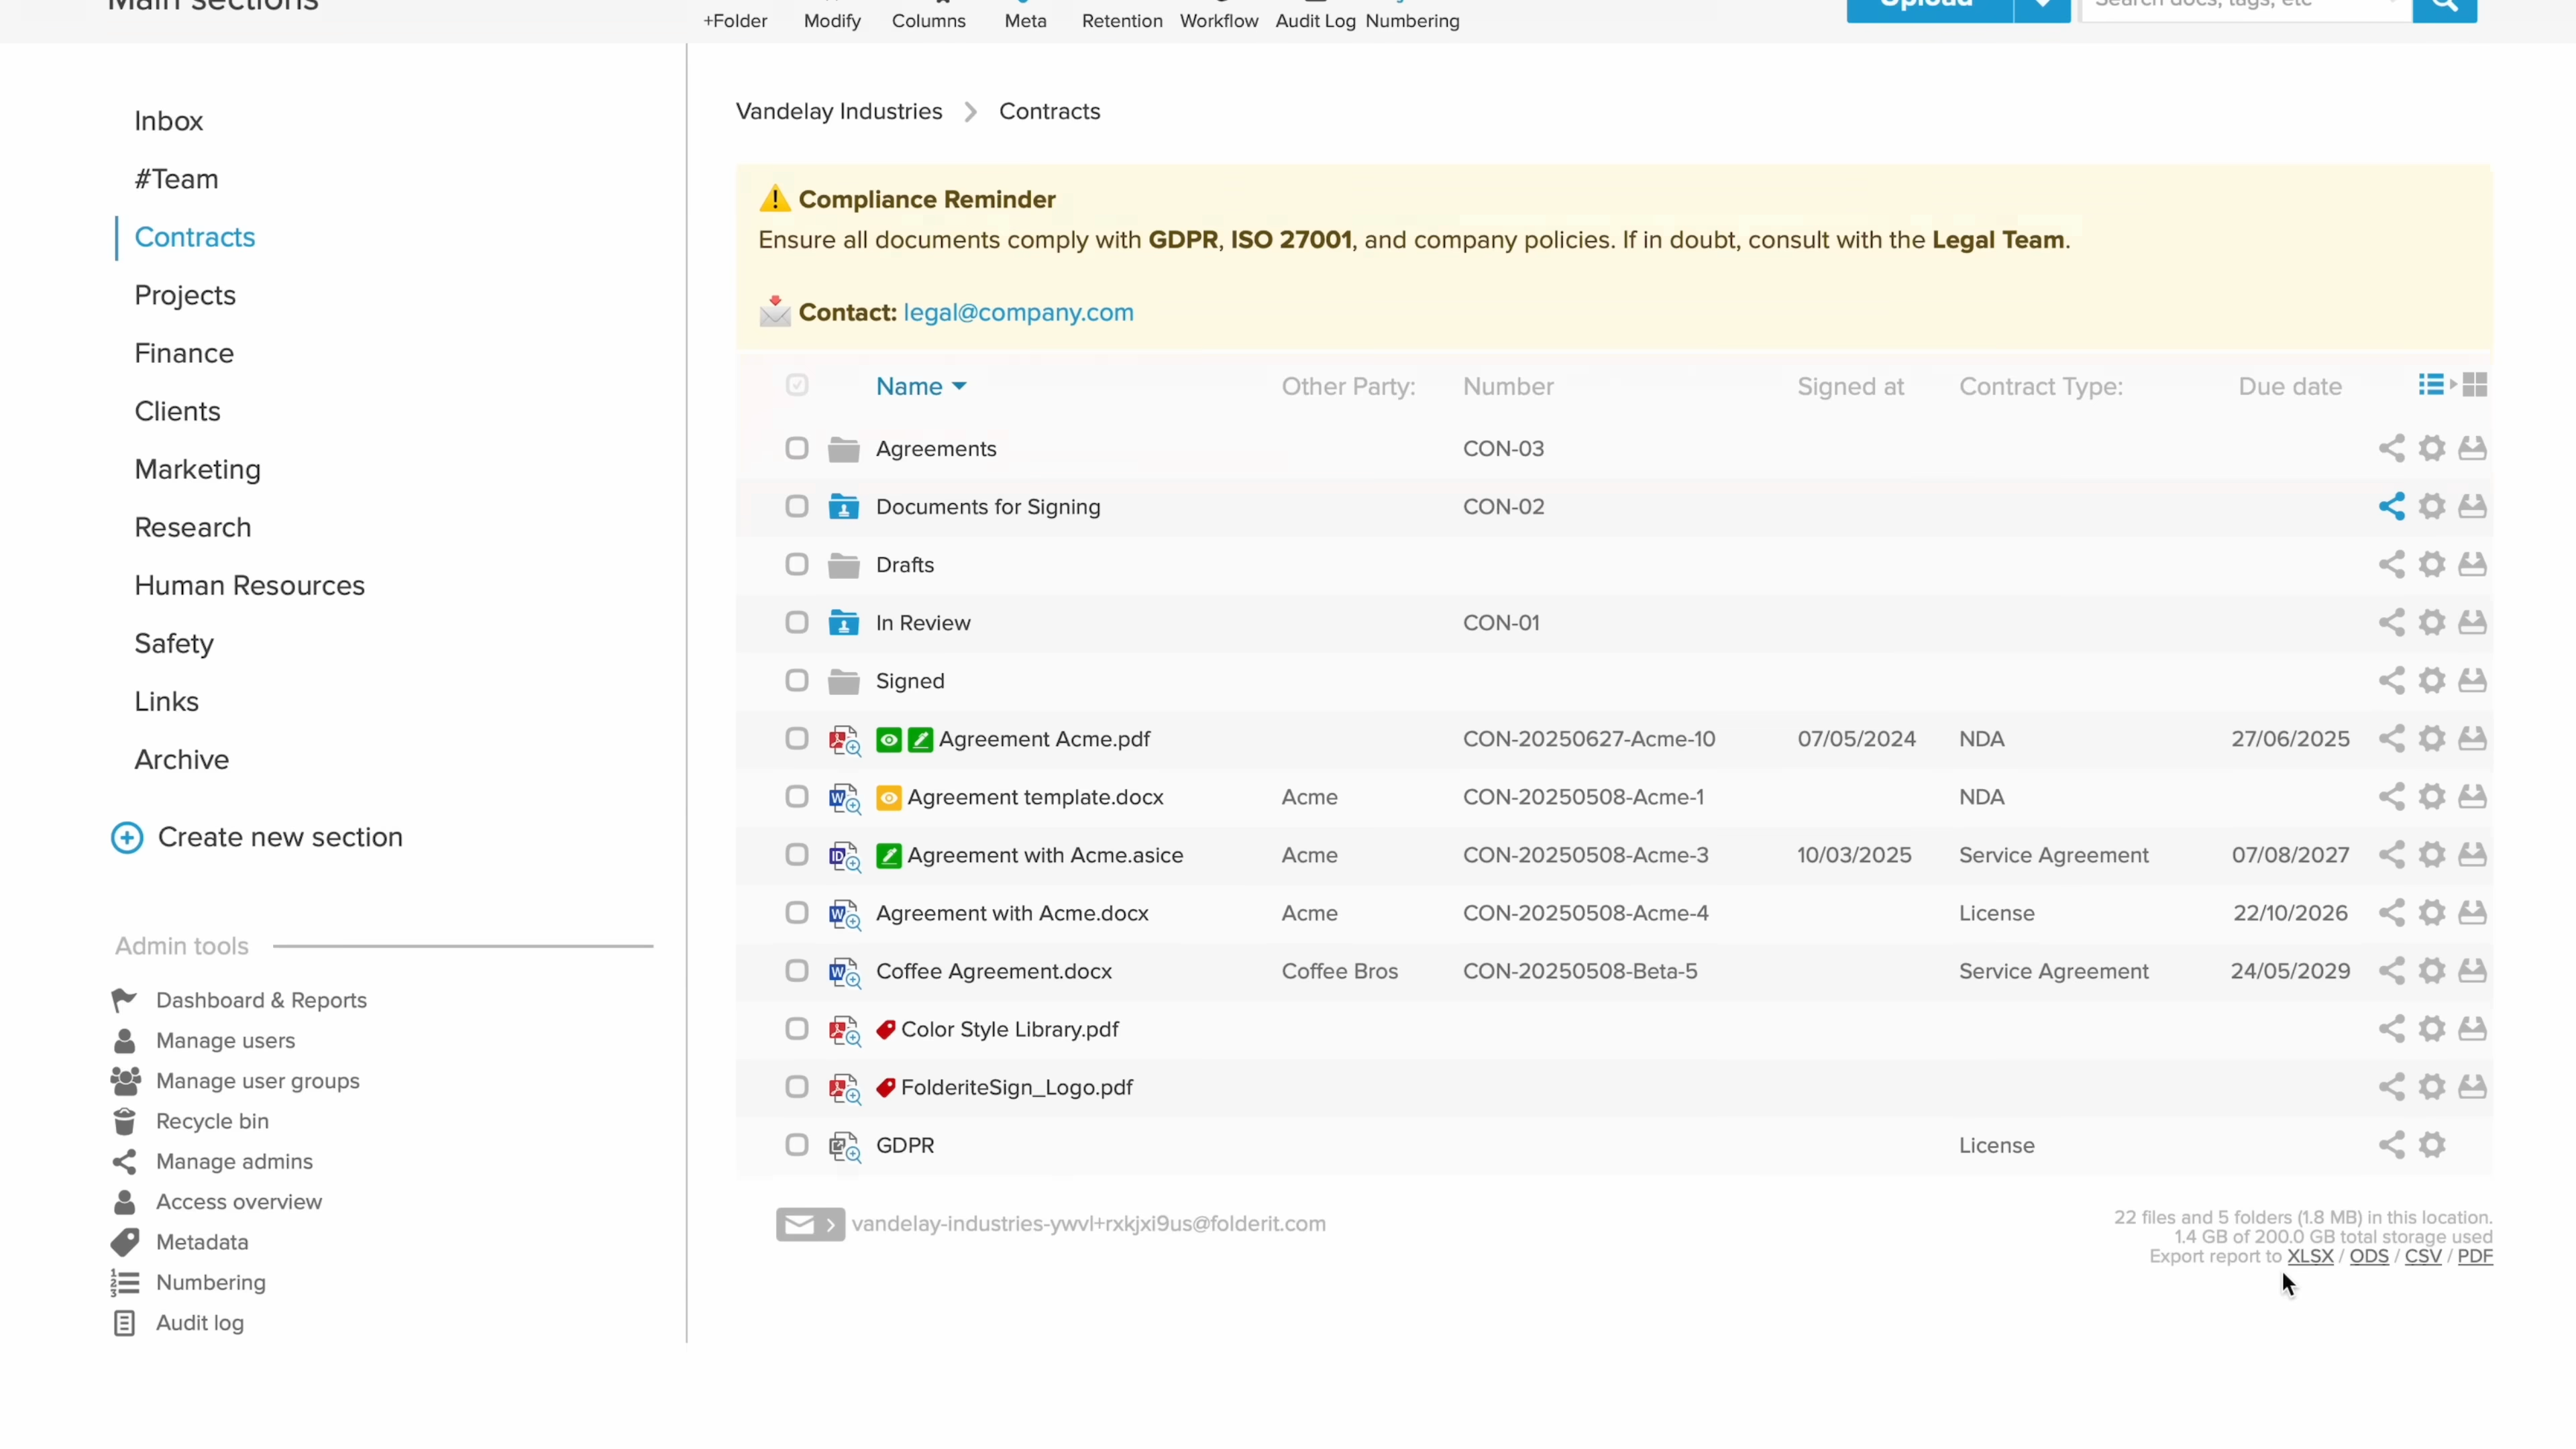 Main sections
+Folder Modify Columns Meta Retention Workflow Audit Log Numbering
Upload
Search docs, tags, etc
Inbox
#Team
Contracts
Projects
Finance
Clients
Marketing
Research
Human Resources
Safety
Links
Archive
Create new section
Admin tools
Dashboard & Reports
Manage users
Manage user groups
Recycle bin
Manage admins
Access overview
Metadata
Numbering
Audit log
Vandelay Industries > Contracts
Compliance Reminder
Ensure all documents comply with GDPR, ISO 27001, and company policies. If in doubt, consult with the Legal Team.
Contact: legal@company.com
Name Other Party: Number Signed at Contract Type: Due date
Agreements CON-03
Documents for Signing CON-02
Drafts
In Review CON-01
Signed
Agreement Acme.pdf CON-20250627-Acme-10 07/05/2024 NDA 27/06/2025
Agreement template.docx Acme CON-20250508-Acme-1 NDA
Agreement with Acme.asice Acme CON-20250508-Acme-3 10/03/2025 Service Agreement 07/08/2027
Agreement with Acme.docx Acme CON-20250508-Acme-4 License 22/10/2026
Coffee Agreement.docx Coffee Bros CON-20250508-Beta-5 Service Agreement 24/05/2029
Color Style Library.pdf
FolderiteSign_Logo.pdf
GDPR License
vandelay-industries-ywvl+rxkjxi9us@folderit.com
22 files and 5 folders (1.8 MB) in this location.
1.4 GB of 200.0 GB total storage used
Export report to XLSX / ODS / CSV / PDF